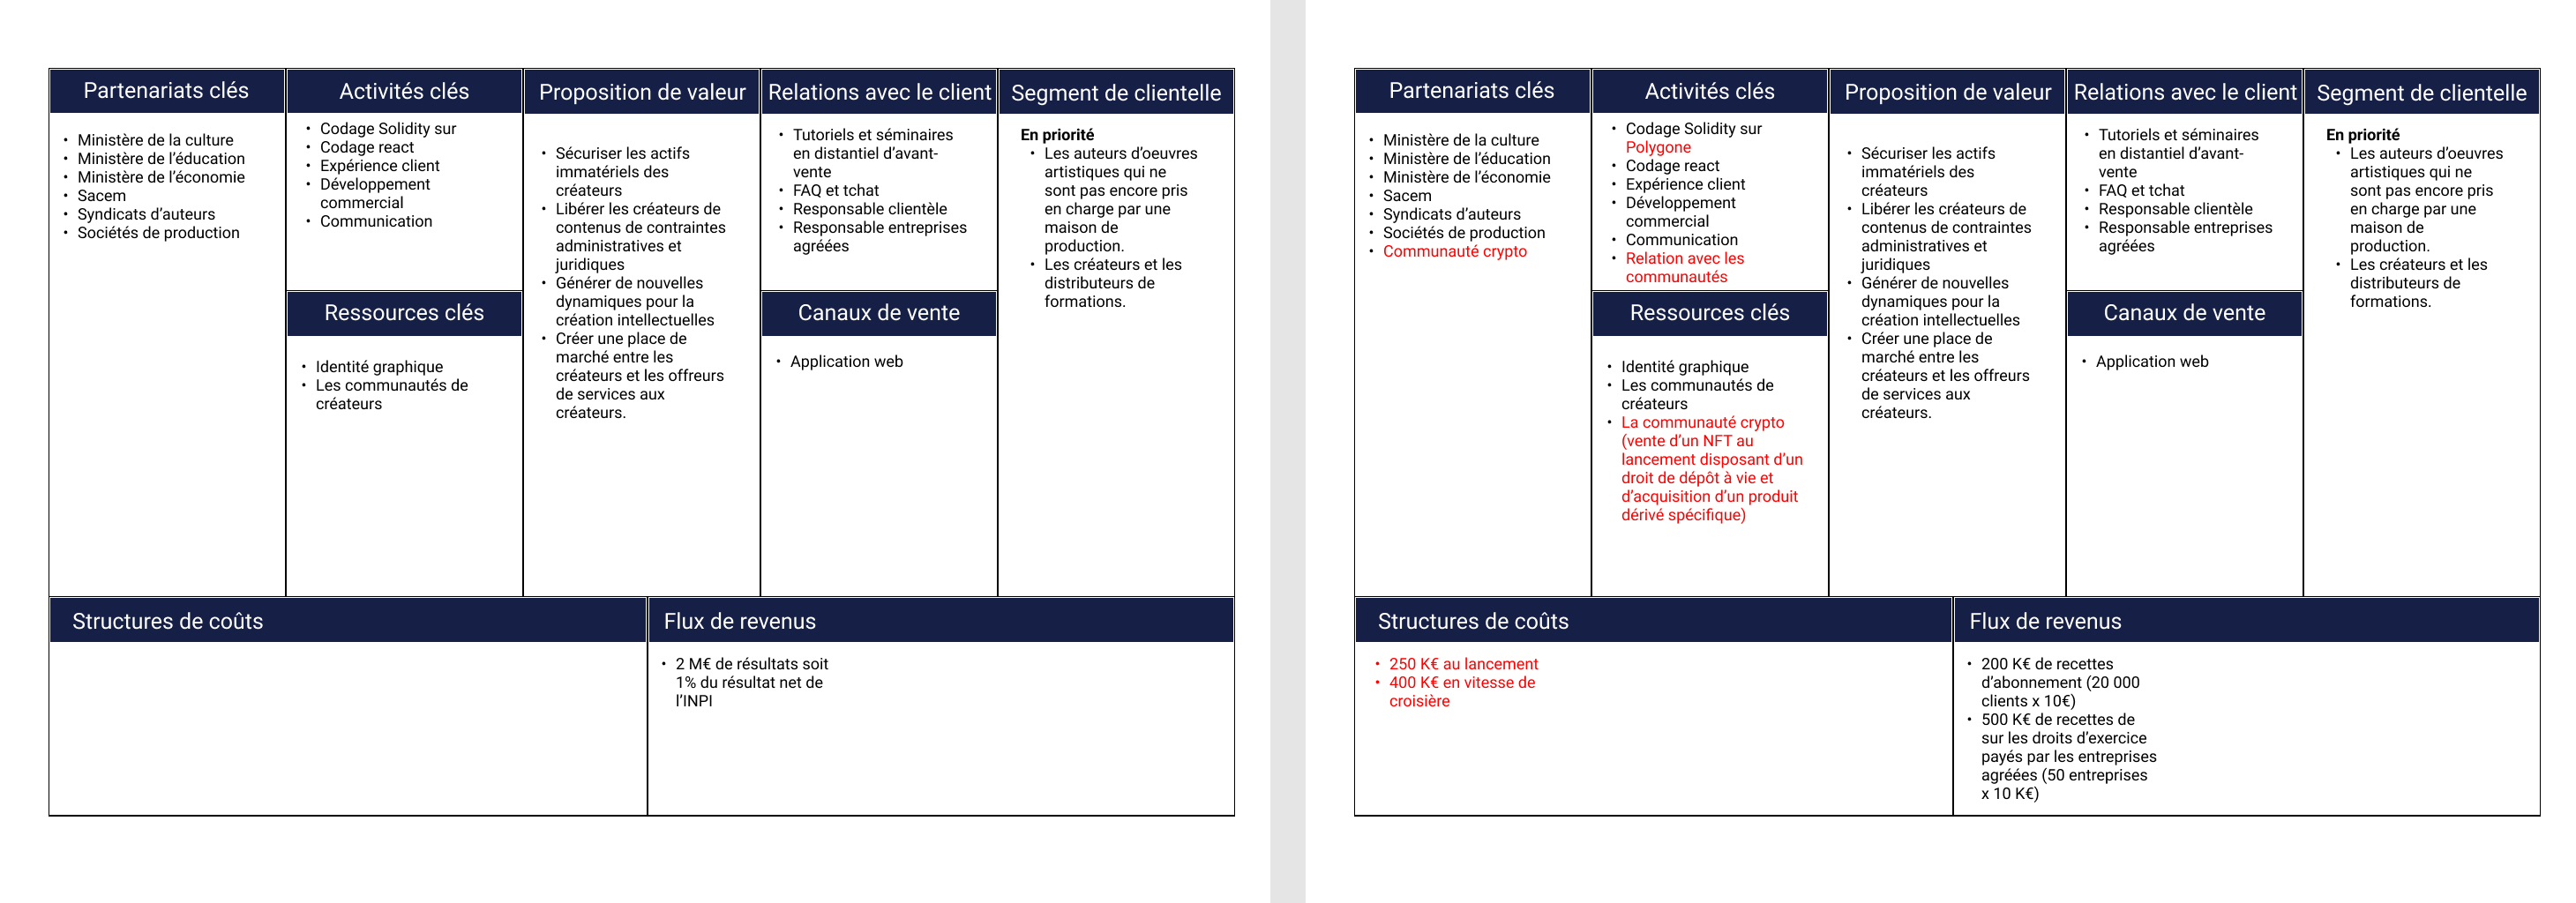 Partenariats clés
• Ministère de la culture
• Ministère de l’éducation
• Ministère de l’économie
• Sacem
• Syndicats d’auteurs
• Sociétés de production
Activités clés
• Codage Solidity sur
• Codage react
• Expérience client
• Développement
commercial
• Communication
Ressources clés
• Identité graphique
• Les communautés de
créateurs
Proposition de valeur
• Sécuriser les actifs
immatériels des
créateurs
• Libérer les créateurs de
contenus de contraintes
administratives et
juridiques
• Générer de nouvelles
dynamiques pour la
création intellectuelles
• Créer une place de
marché entre les
créateurs et les offreurs
de services aux
créateurs.
Relations avec le client
• Tutoriels et séminaires
en distantiel d’avant-
vente
• FAQ et tchat
• Responsable clientèle
• Responsable entreprises
agréées
Canaux de vente
• Application web
Segment de clientelle
En priorité
• Les auteurs d’oeuvres
artistiques qui ne
sont pas encore pris
en charge par une
maison de
production.
• Les créateurs et les
distributeurs de
formations.
Structures de coûts
Flux de revenus
• 2 M€ de résultats soit
1% du résultat net de
l’INPI
Partenariats clés
• Ministère de la culture
• Ministère de l’éducation
• Ministère de l’économie
• Sacem
• Syndicats d’auteurs
• Sociétés de production
• Communauté crypto
Activités clés
• Codage Solidity sur
Polygone
• Codage react
• Expérience client
• Développement
commercial
• Communication
• Relation avec les
communautés
Ressources clés
• Identité graphique
• Les communautés de
créateurs
• La communauté crypto
(vente d’un NFT au
lancement disposant d’un
droit de dépôt à vie et
d’acquisition d’un produit
dérivé spécifique)
Proposition de valeur
• Sécuriser les actifs
immatériels des
créateurs
• Libérer les créateurs de
contenus de contraintes
administratives et
juridiques
• Générer de nouvelles
dynamiques pour la
création intellectuelles
• Créer une place de
marché entre les
créateurs et les offreurs
de services aux
créateurs.
Relations avec le client
• Tutoriels et séminaires
en distantiel d’avant-
vente
• FAQ et tchat
• Responsable clientèle
• Responsable entreprises
agréées
Canaux de vente
• Application web
Segment de clientelle
En priorité
• Les auteurs d’oeuvres
artistiques qui ne
sont pas encore pris
en charge par une
maison de
production.
• Les créateurs et les
distributeurs de
formations.
Structures de coûts
• 250 K€ au lancement
• 400 K€ en vitesse de
croisière
Flux de revenus
• 200 K€ de recettes
d’abonnement (20 000
clients x 10€)
• 500 K€ de recettes de
sur les droits d’exercice
payés par les entreprises
agréées (50 entreprises
x 10 K€)